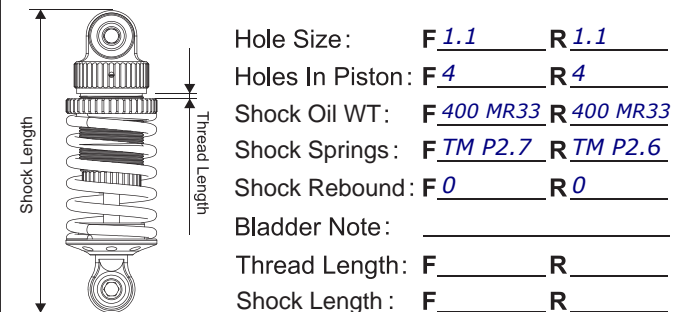 Shock Length
Thread Length
Hole Size: F 1.1 R 1.1
Holes In Piston: F 4 R 4
Shock Oil WT: F 400 MR33 R 400 MR33
Shock Springs: F TM P2.7 R TM P2.6
Shock Rebound: F 0 R 0
Bladder Note:
Thread Length: F R
Shock Length : F R